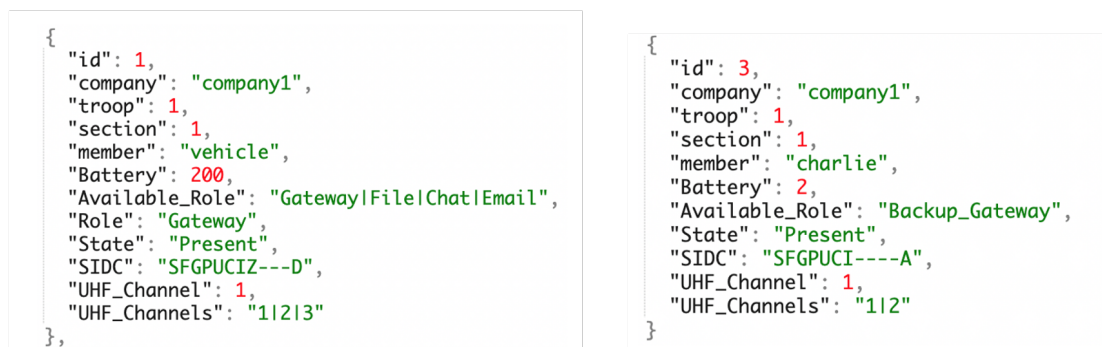 {
"id": 1,
"company": "company1",
"troop": 1,
"section": 1,
"member": "vehicle",
"Battery": 200,
"Available_Role": "Gateway|File|Chat|Email",
"Role": "Gateway",
"State": "Present",
"SIDC": "SFGPUCIZ---D",
"UHF_Channel": 1,
"UHF_Channels": "1|2|3"
},
{
"id": 3,
"company": "company1",
"troop": 1,
"section": 1,
"member": "charlie",
"Battery": 2,
"Available_Role": "Backup_Gateway",
"State": "Present",
"SIDC": "SFGPUCI----A",
"UHF_Channel": 1,
"UHF_Channels": "1|2"
}